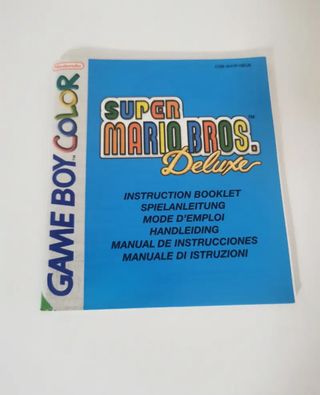 Nintendo
GAME BOY COLOR
SUPER
MARIO BROS.™
Deluxe
INSTRUCTION BOOKLET
SPIELANLEITUNG
MODE D'EMPLOI
HANDLEIDING
MANUAL DE INSTRUCCIONES
MANUALE DI ISTRUZIONI